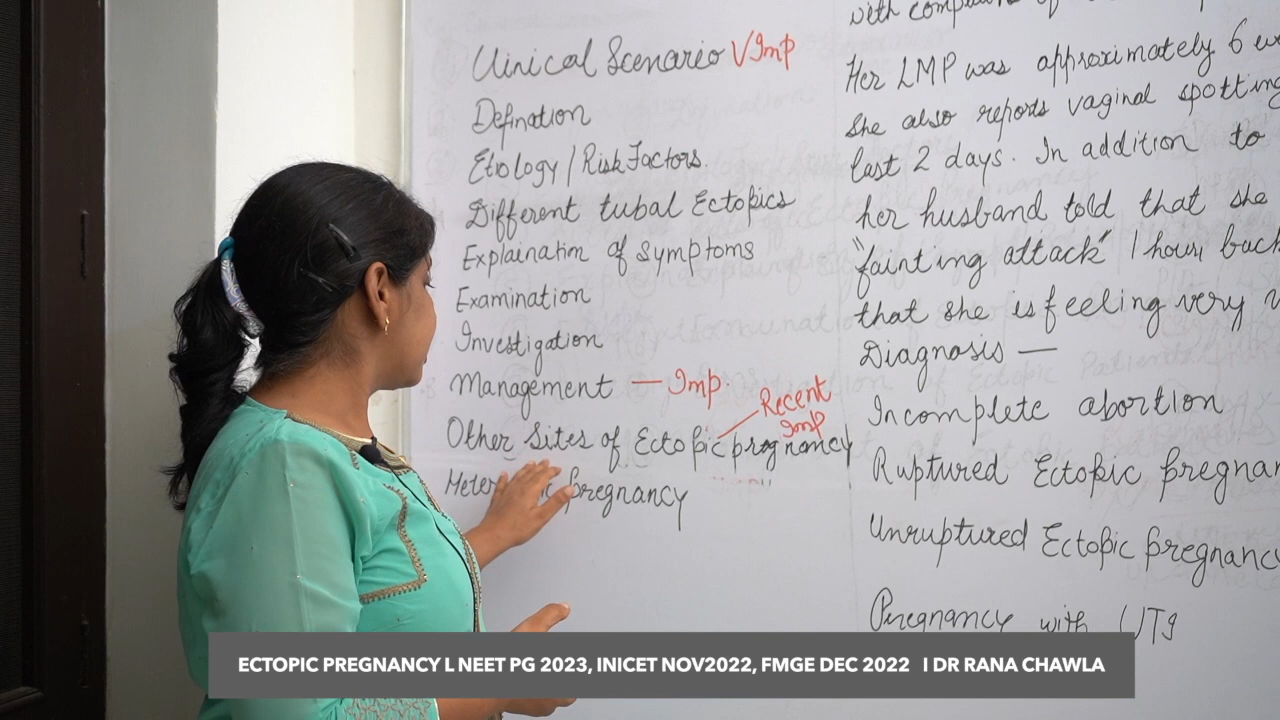 Clinical Scenario V Imp
Defination
Etiology / Risk Factors.
Different tubal Ectopics
Explaination of Symptoms
Examination
Investigation
Management — Imp.
Recent
Imp
Other Sites of Ectopic pregnancy
pregnancy
with
of
Her LMP was approximately 6
She also reports vaginal spotting
last 2 days. In addition to
her husband told that she
"fainting attack" 1 hour back
that she is feeling very
Diagnosis —
Incomplete abortion
Ruptured Ectopic
Unruptured Ectopic pregnancy
Pregnancy with UTI
ECTOPIC PREGNANCY L NEET PG 2023, INICET NOV2022, FMGE DEC 2022 I DR RANA CHAWLA